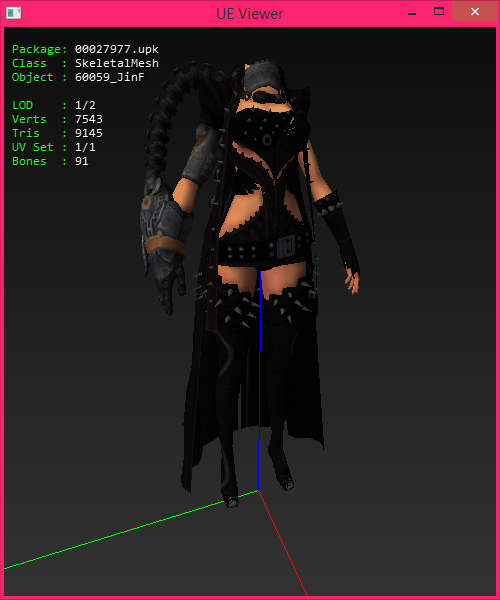 UE Viewer
Package: 00027977.upk
Class  : SkeletalMesh
Object : 60059_JinF
LOD    : 1/2
Verts  : 7543
Tris   : 9145
UV Set : 1/1
Bones  : 91